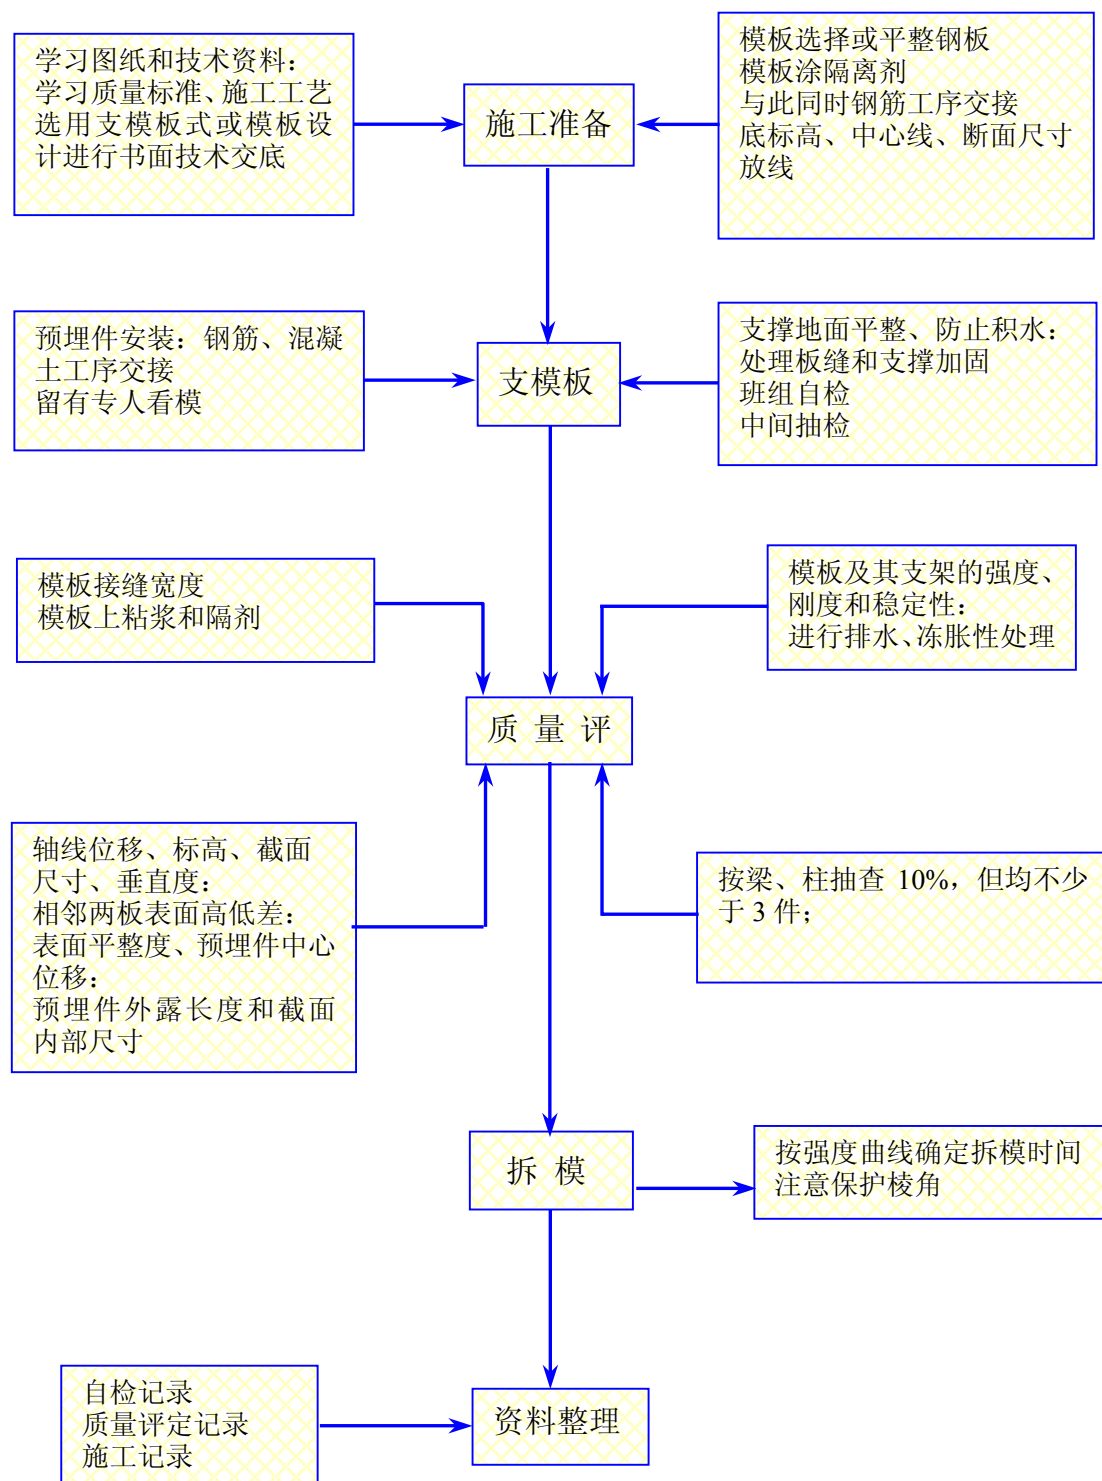 学习图纸和技术资料：
学习质量标准、施工工艺
选用支模板式或模板设
计进行书面技术交底
施工准备
模板选择或平整钢板
模板涂隔离剂
与此同时钢筋工序交接
底标高、中心线、断面尺寸
放线
预埋件安装：钢筋、混凝
土工序交接
留有专人看模
支模板
支撑地面平整、防止积水：
处理板缝和支撑加固
班组自检
中间抽检
模板接缝宽度
模板上粘浆和隔剂
模板及其支架的强度、
刚度和稳定性：
进行排水、冻胀性处理
质 量 评
轴线位移、标高、截面
尺寸、垂直度：
相邻两板表面高低差：
表面平整度、预埋件中心
位移：
预埋件外露长度和截面
内部尺寸
按梁、柱抽查 10%，但均不少
于 3 件；
拆 模
按强度曲线确定拆模时间
注意保护棱角
自检记录
质量评定记录
施工记录
资料整理